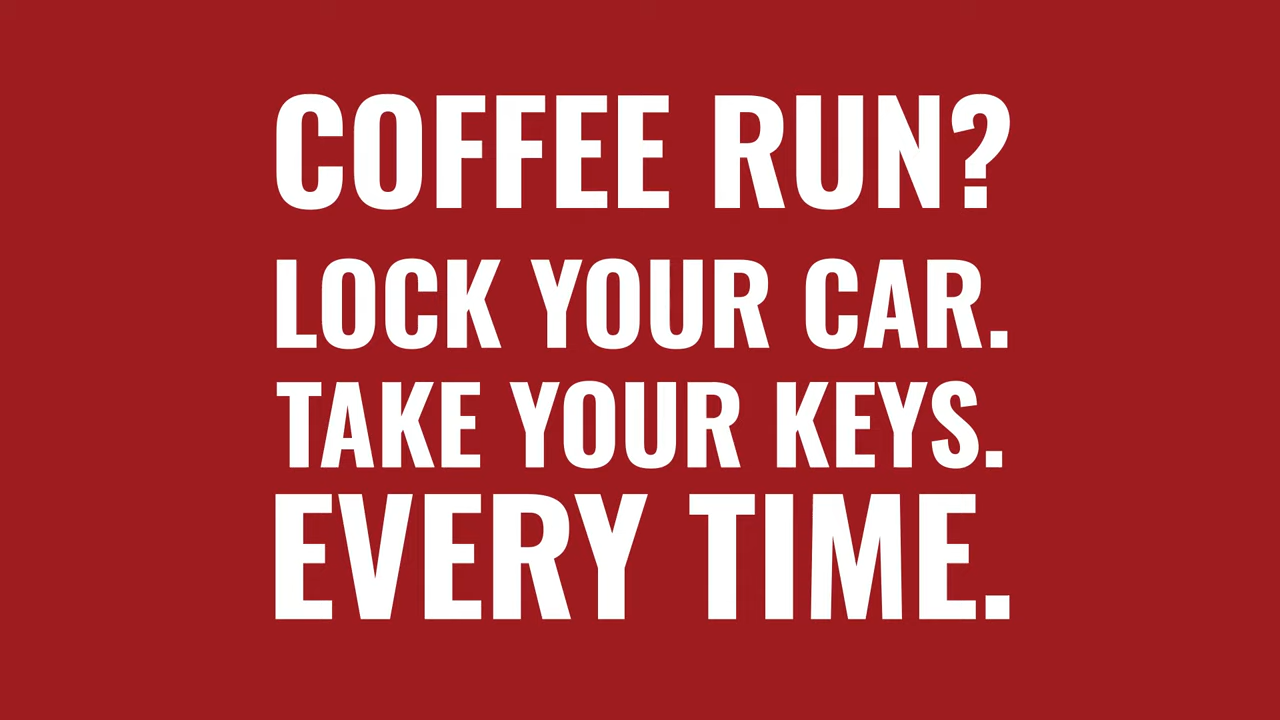 COFFEE RUN?
LOCK YOUR CAR.
TAKE YOUR KEYS.
EVERY TIME.